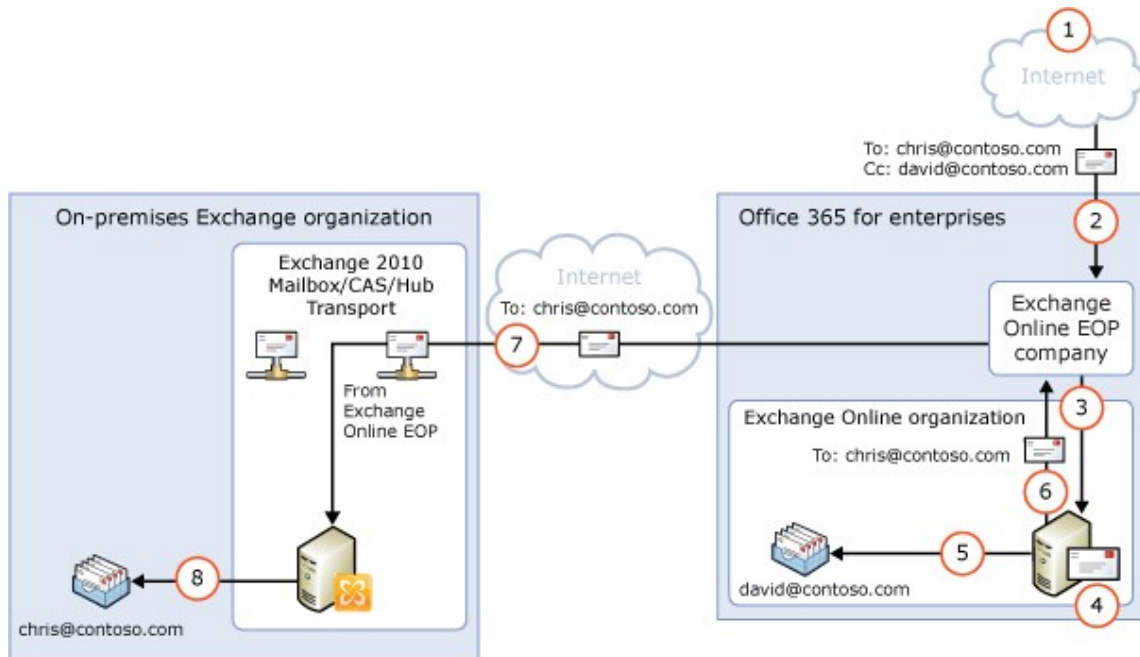 1
Internet
To: chris@contoso.com
Cc: david@contoso.com
2
On-premises Exchange organization
Exchange 2010
Mailbox/CAS/Hub
Transport
From
Exchange
Online EOP
8
chris@contoso.com
Internet
To: chris@contoso.com
7
Office 365 for enterprises
Exchange
Online EOP
company
3
Exchange Online organization
To: chris@contoso.com
6
5
david@contoso.com
4